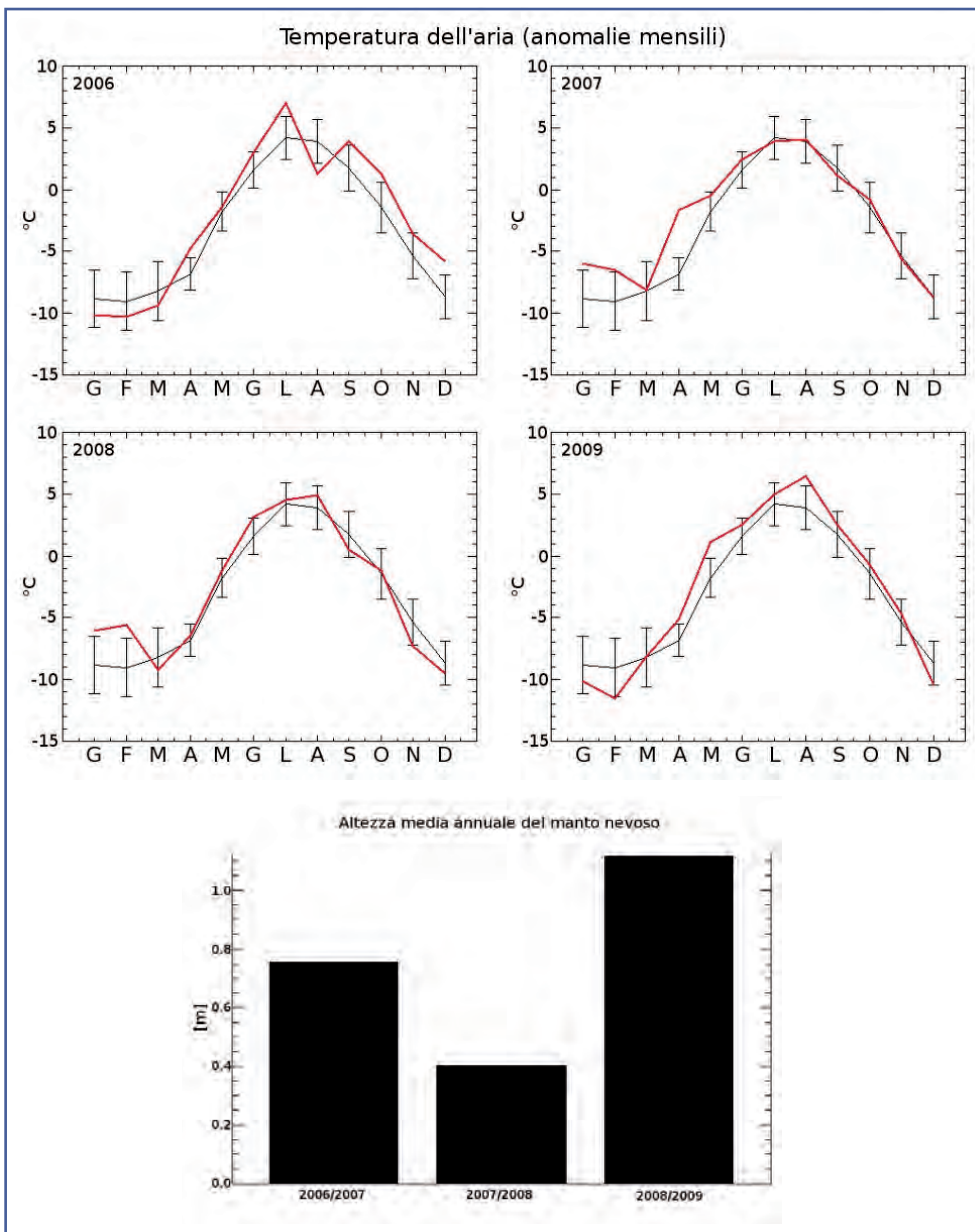 Temperatura dell'aria (anomalie mensili)
2006
10
5
0
-5
-10
-15
°C
G F M A M G L A S O N D
2007
10
5
0
-5
-10
-15
°C
G F M A M G L A S O N D
2008
10
5
0
-5
-10
-15
°C
G F M A M G L A S O N D
2009
10
5
0
-5
-10
-15
°C
G F M A M G L A S O N D
Altezza media annuale del manto nevoso
1.0
0.8
0.6
0.4
0.2
0.0
[m]
2006/2007 2007/2008 2008/2009